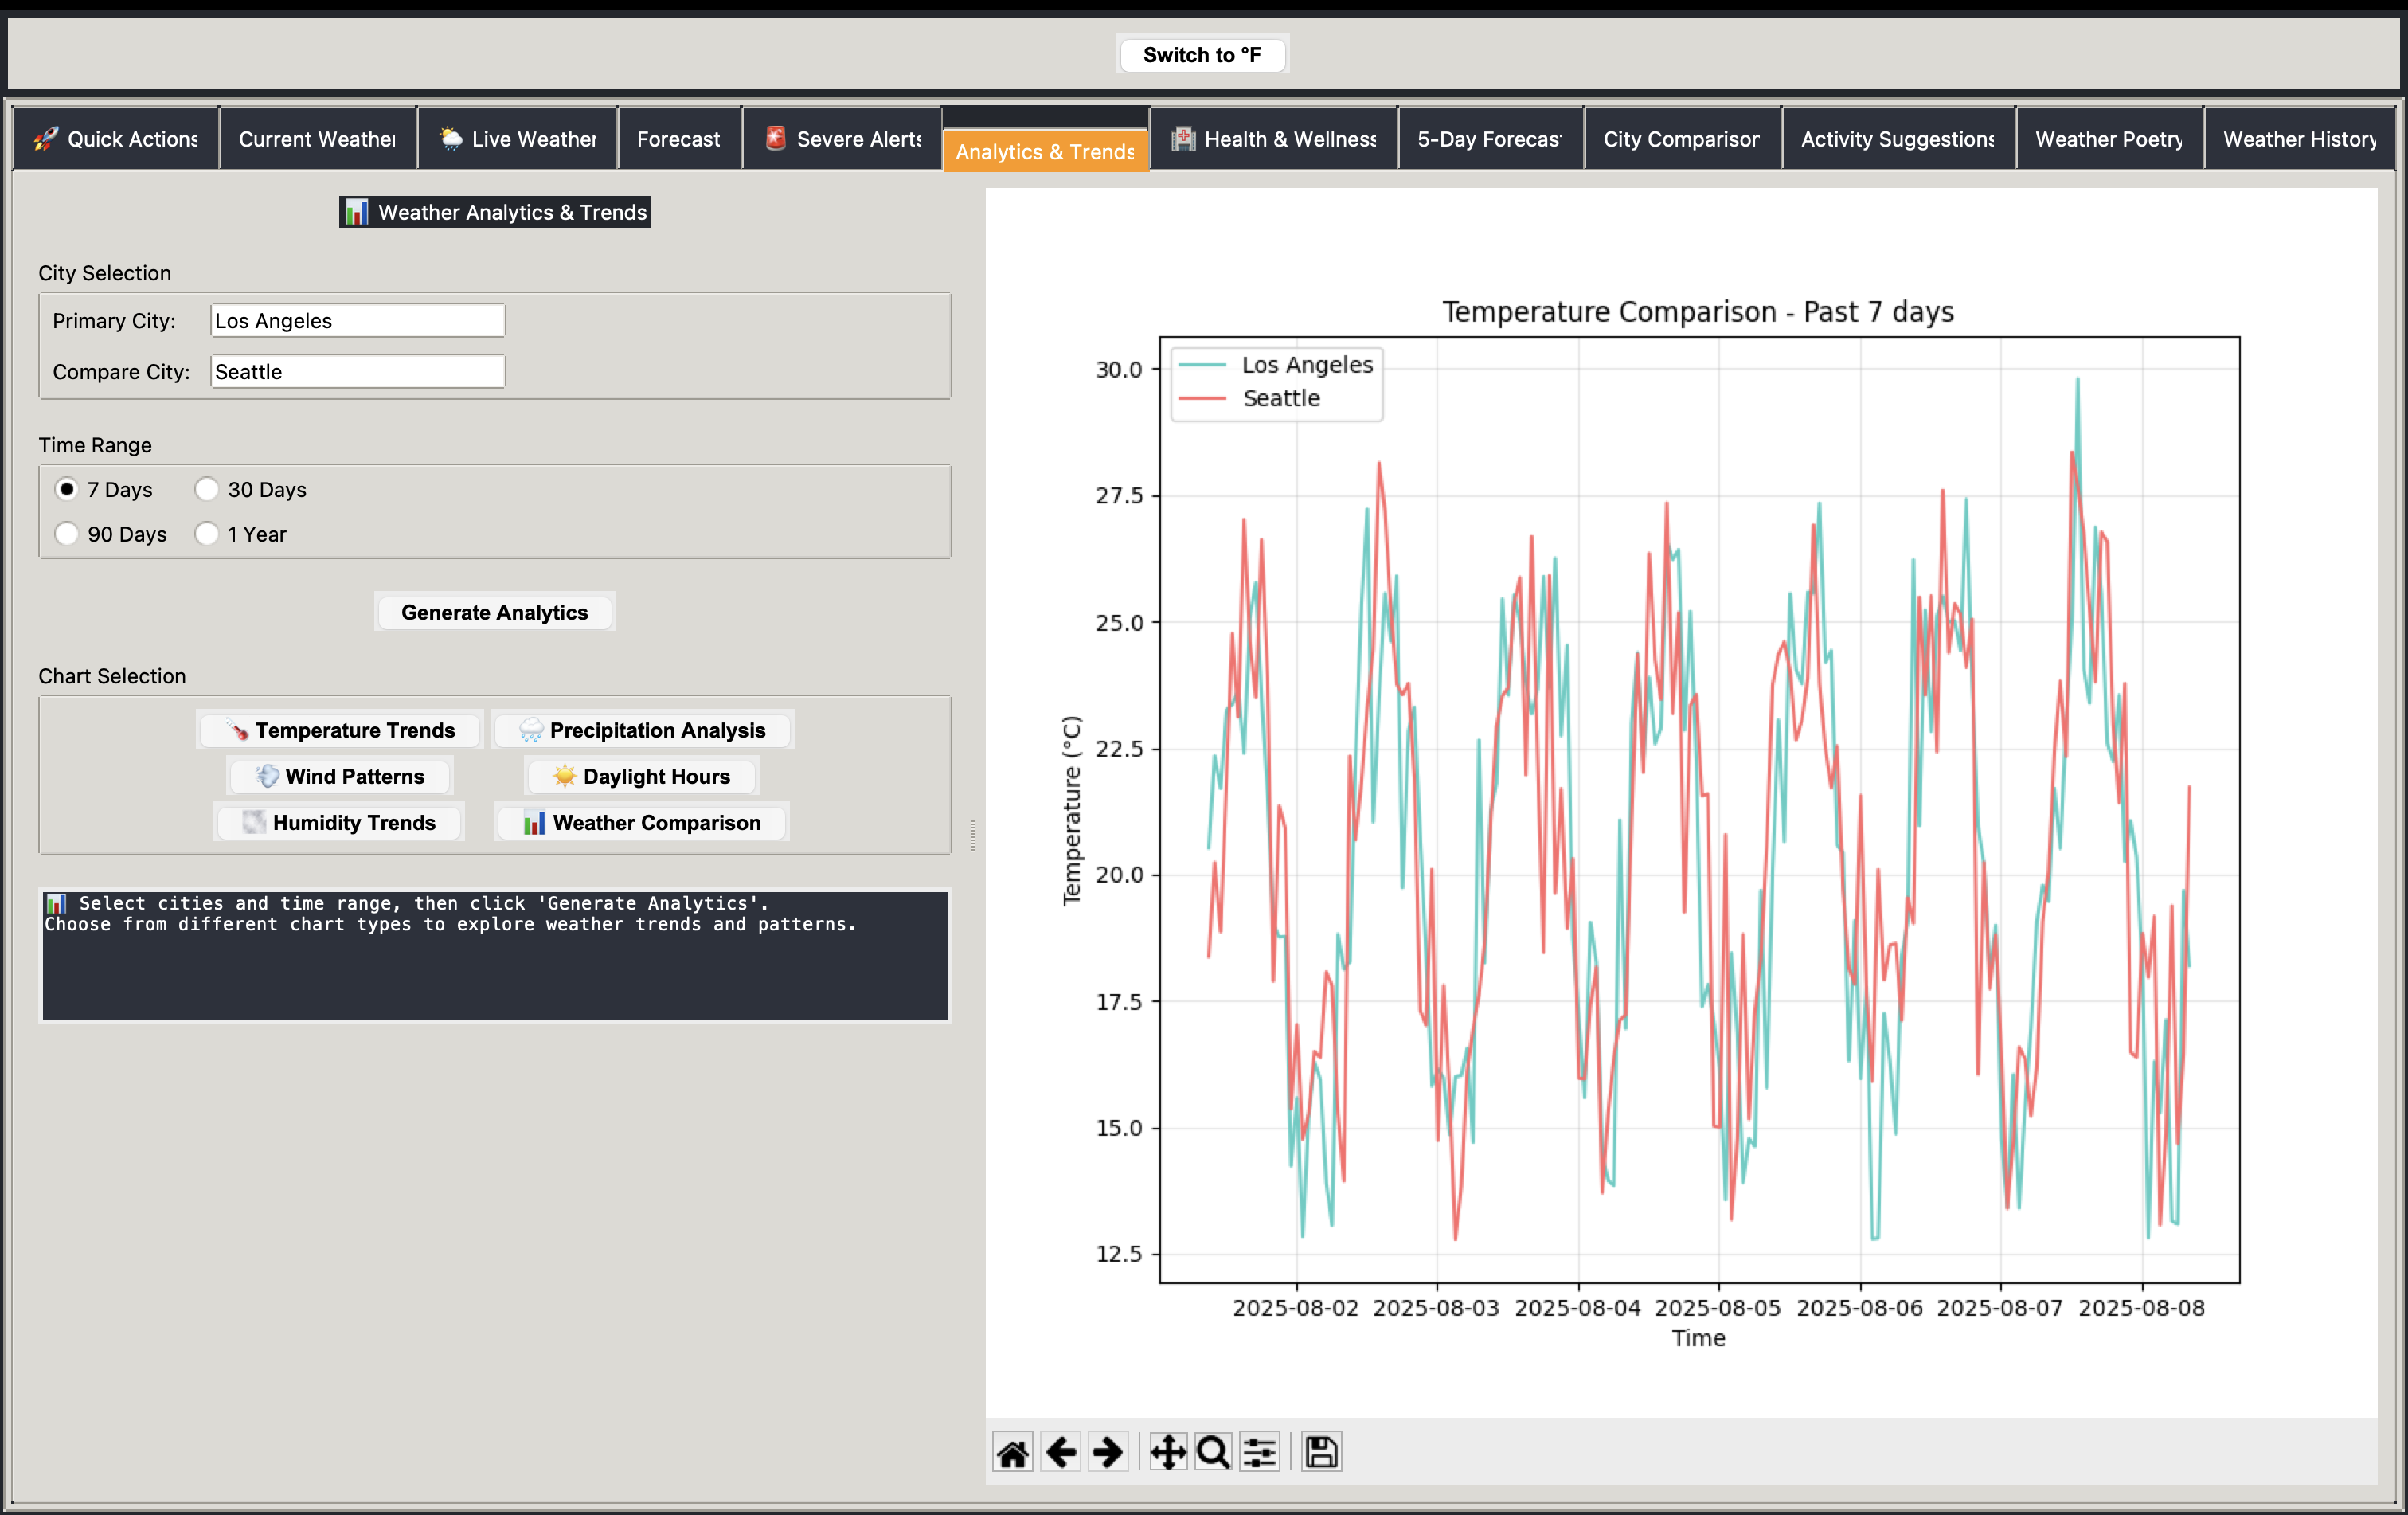 Switch to °F
Quick Actions
Current Weather
Live Weather
Forecast
Severe Alerts
Analytics & Trends
Health & Wellness
5-Day Forecast
City Comparison
Activity Suggestions
Weather Poetry
Weather History
Weather Analytics & Trends
City Selection
Primary City: Los Angeles
Compare City: Seattle
Time Range
7 Days 30 Days
90 Days 1 Year
Generate Analytics
Chart Selection
Temperature Trends Precipitation Analysis
Wind Patterns Daylight Hours
Humidity Trends Weather Comparison
Select cities and time range, then click 'Generate Analytics'.
Choose from different chart types to explore weather trends and patterns.
Temperature Comparison - Past 7 days
Los Angeles
Seattle
Temperature (°C)
30.0
27.5
25.0
22.5
20.0
17.5
15.0
12.5
2025-08-02 2025-08-03 2025-08-04 2025-08-05 2025-08-06 2025-08-07 2025-08-08
Time